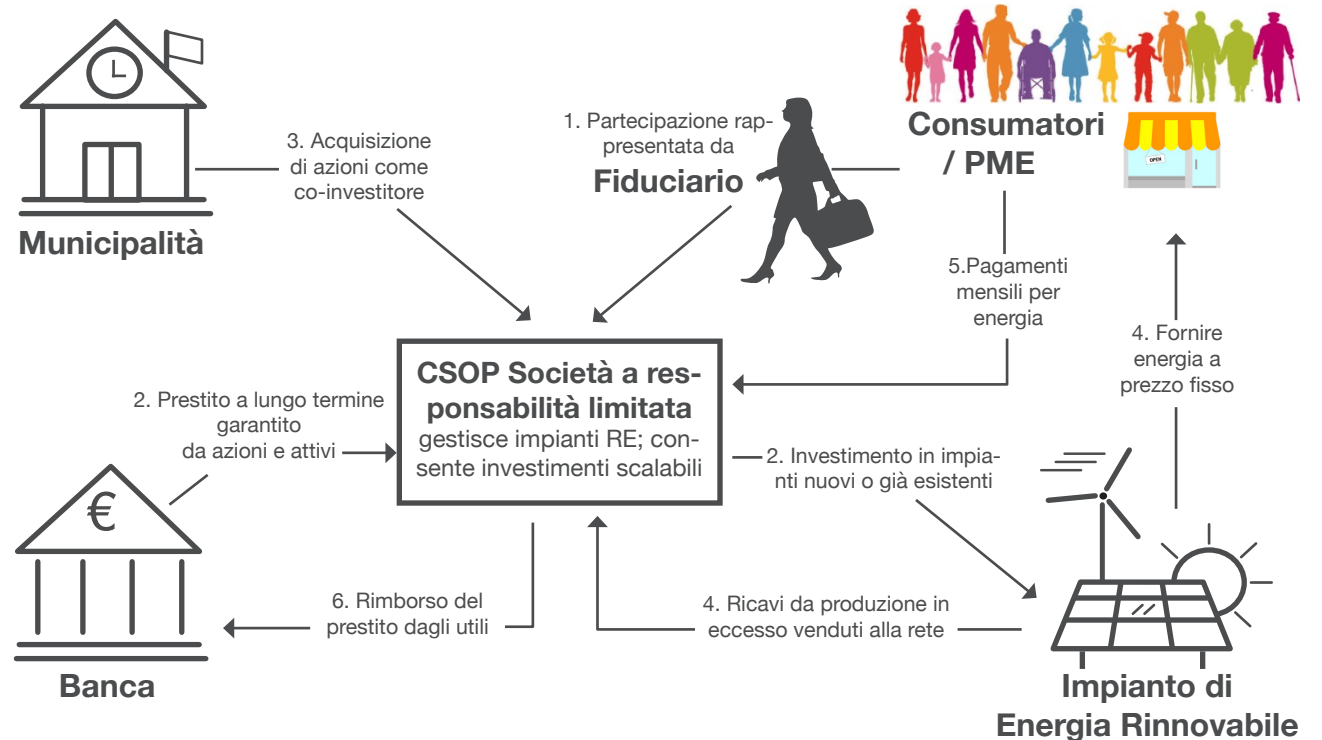 Municipalità
3. Acquisizione
di azioni come
co-investitore
1. Partecipazione rap-
presentata da
Fiduciario
Consumatori
/ PME
OPEN
5.Pagamenti
mensili per
energia
4. Fornire
energia a
prezzo fisso
CSOP Società a res-
ponsabilità limitata
gestisce impianti RE; con-
sente investimenti scalabili
2. Prestito a lungo termine
garantito
da azioni e attivi
€
Banca
2. Investimento in impia-
nti nuovi o già esistenti
6. Rimborso del
prestito dagli utili
4. Ricavi da produzione in
eccesso venduti alla rete
Impianto di
Energia Rinnovabile